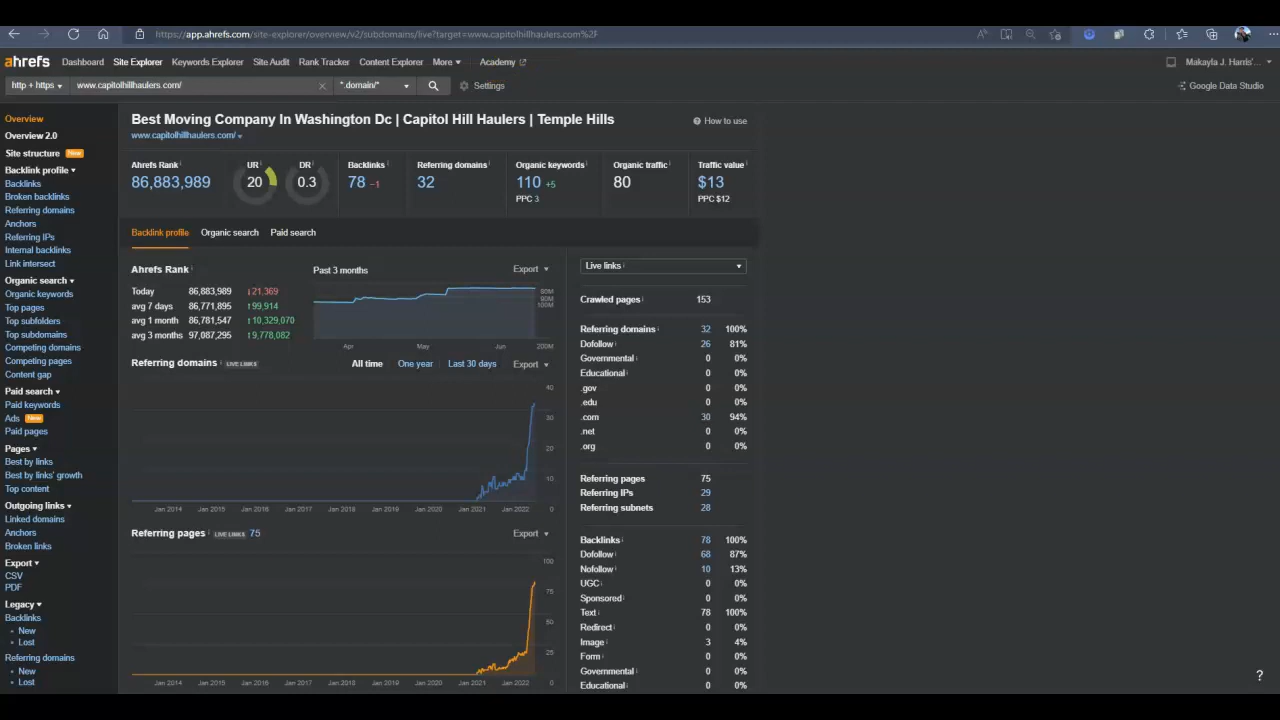 https://app.ahrefs.com/site-explorer/overview/v2/subdomains/live?target=www.capitolhillhaulers.com%2F
ahrefs Dashboard Site Explorer Keywords Explorer Site Audit Rank Tracker Content Explorer More Academy Makayla J. Harris'...
http + https www.capitolhillhaulers.com/ *.domain/* Settings Google Data Studio
Overview
Overview 2.0
Site structure New
Backlink profile
Backlinks
Broken backlinks
Referring domains
Anchors
Referring IPs
Internal backlinks
Link intersect
Organic search
Organic keywords
Top pages
Top subfolders
Top subdomains
Competing domains
Competing pages
Content gap
Paid search
Paid keywords
Ads New
Paid pages
Pages
Best by links
Best by links' growth
Top content
Outgoing links
Linked domains
Anchors
Broken links
Export
CSV
PDF
Legacy
Backlinks
New
Lost
Referring domains
New
Lost
Best Moving Company In Washington Dc | Capitol Hill Haulers | Temple Hills
How to use
www.capitolhillhaulers.com/
Ahrefs Rank UR DR Backlinks Referring domains Organic keywords Organic traffic Traffic value
86,883,989 20 0.3 78 -1 32 110 +5 80 $13
PPC 3 PPC $12
Backlink profile Organic search Paid search
Ahrefs Rank Past 3 months Export
Today 86,883,989 ↓21,369
avg 7 days 86,771,895 ↑99,914
avg 1 month 86,781,547 ↑10,329,070
avg 3 months 97,087,295 ↑9,778,082
80M
90M
100M
200M
Apr May Jun
Referring domains LIVE LINKS All time One year Last 30 days Export
40
30
20
10
0
Jan 2014 Jan 2015 Jan 2016 Jan 2017 Jan 2018 Jan 2019 Jan 2020 Jan 2021 Jan 2022
Referring pages LIVE LINKS 75 Export
100
75
50
25
0
Jan 2014 Jan 2015 Jan 2016 Jan 2017 Jan 2018 Jan 2019 Jan 2020 Jan 2021 Jan 2022
Live links
Crawled pages 153
Referring domains 32 100%
Dofollow 26 81%
Governmental 0 0%
Educational 0 0%
.gov 0 0%
.edu 0 0%
.com 30 94%
.net 0 0%
.org 0 0%
Referring pages 75
Referring IPs 29
Referring subnets 28
Backlinks 78 100%
Dofollow 68 87%
Nofollow 10 13%
UGC 0 0%
Sponsored 0 0%
Text 78 100%
Redirect 0 0%
Image 3 4%
Form 0 0%
Governmental 0 0%
Educational 0 0%
?